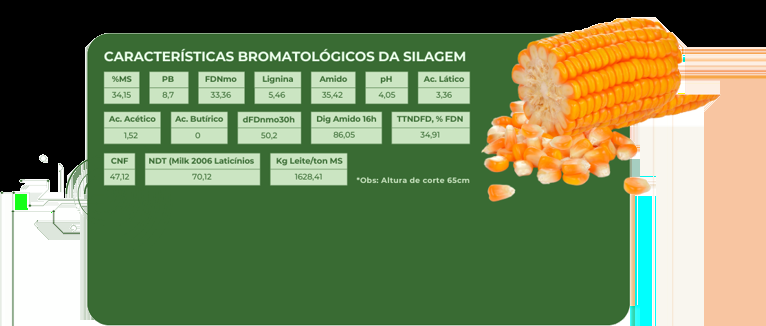 CARACTERÍSTICAS BROMATOLÓGICOS DA SILAGEM
%MS PB FDNmo Lignina Amido pH Ac. Lático
34,15 8,7 33,36 5,46 35,42 4,05 3,36
Ac. Acético Ac. Butírico dFDnmo30h Dig Amido 16h TTNDFD, % FDN
1,52 0 50,2 86,05 34,91
CNF NDT (Milk 2006 Laticínios Kg Leite/ton MS
47,12 70,12 1628,41
*Obs: Altura de corte 65cm